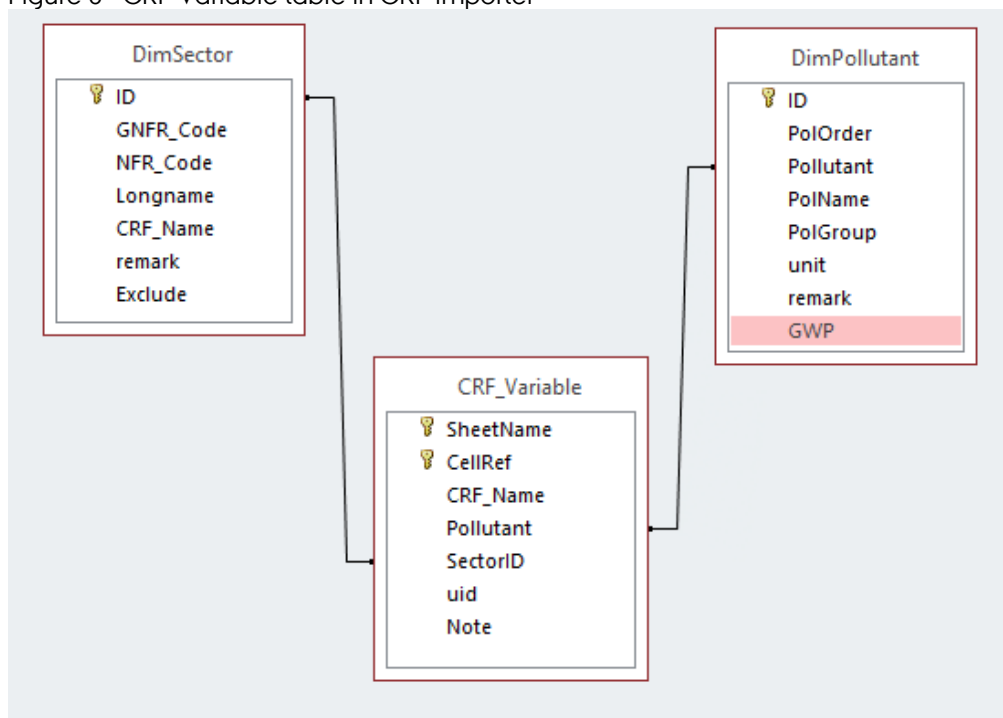 Figure 6 CRF Variable table in CRF Importer
DimSector
ID
GNFR_Code
NFR_Code
Longname
CRF_Name
remark
Exclude
DimPollutant
ID
PolOrder
Pollutant
PolName
PolGroup
unit
remark
GWP
CRF_Variable
SheetName
CellRef
CRF_Name
Pollutant
SectorID
uid
Note